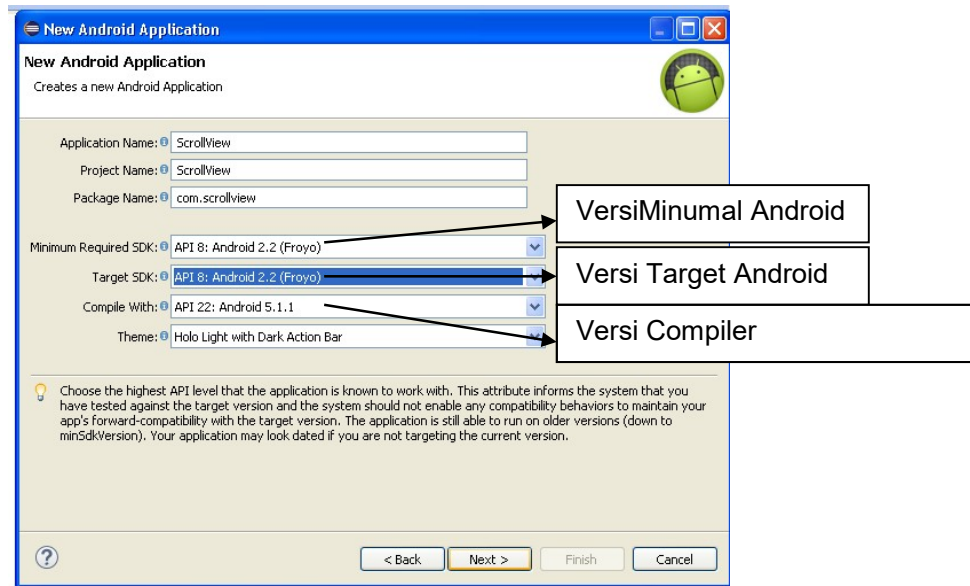 New Android Application
New Android Application
Creates a new Android Application
Application Name: ScrollView
Project Name: ScrollView
Package Name: com.scrollview
VersiMinumal Android
Minimum Required SDK: API 8: Android 2.2 (Froyo)
Versi Target Android
Target SDK: API 8: Android 2.2 (Froyo)
Compile With: API 22: Android 5.1.1
Versi Compiler
Theme: Holo Light with Dark Action Bar
Choose the highest API level that the application is known to work with. This attribute informs the system that you
have tested against the target version and the system should not enable any compatibility behaviors to maintain your
app's forward-compatibility with the target version. The application is still able to run on older versions (down to
minSdkVersion). Your application may look dated if you are not targeting the current version.
? < Back Next > Finish Cancel